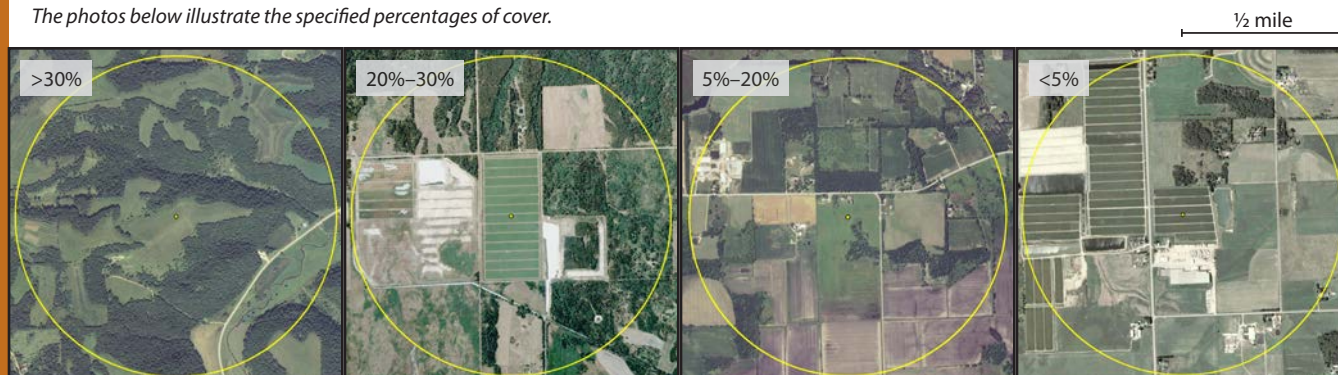 The photos below illustrate the specified percentages of cover.
½ mile
>30%
20%–30%
5%–20%
<5%